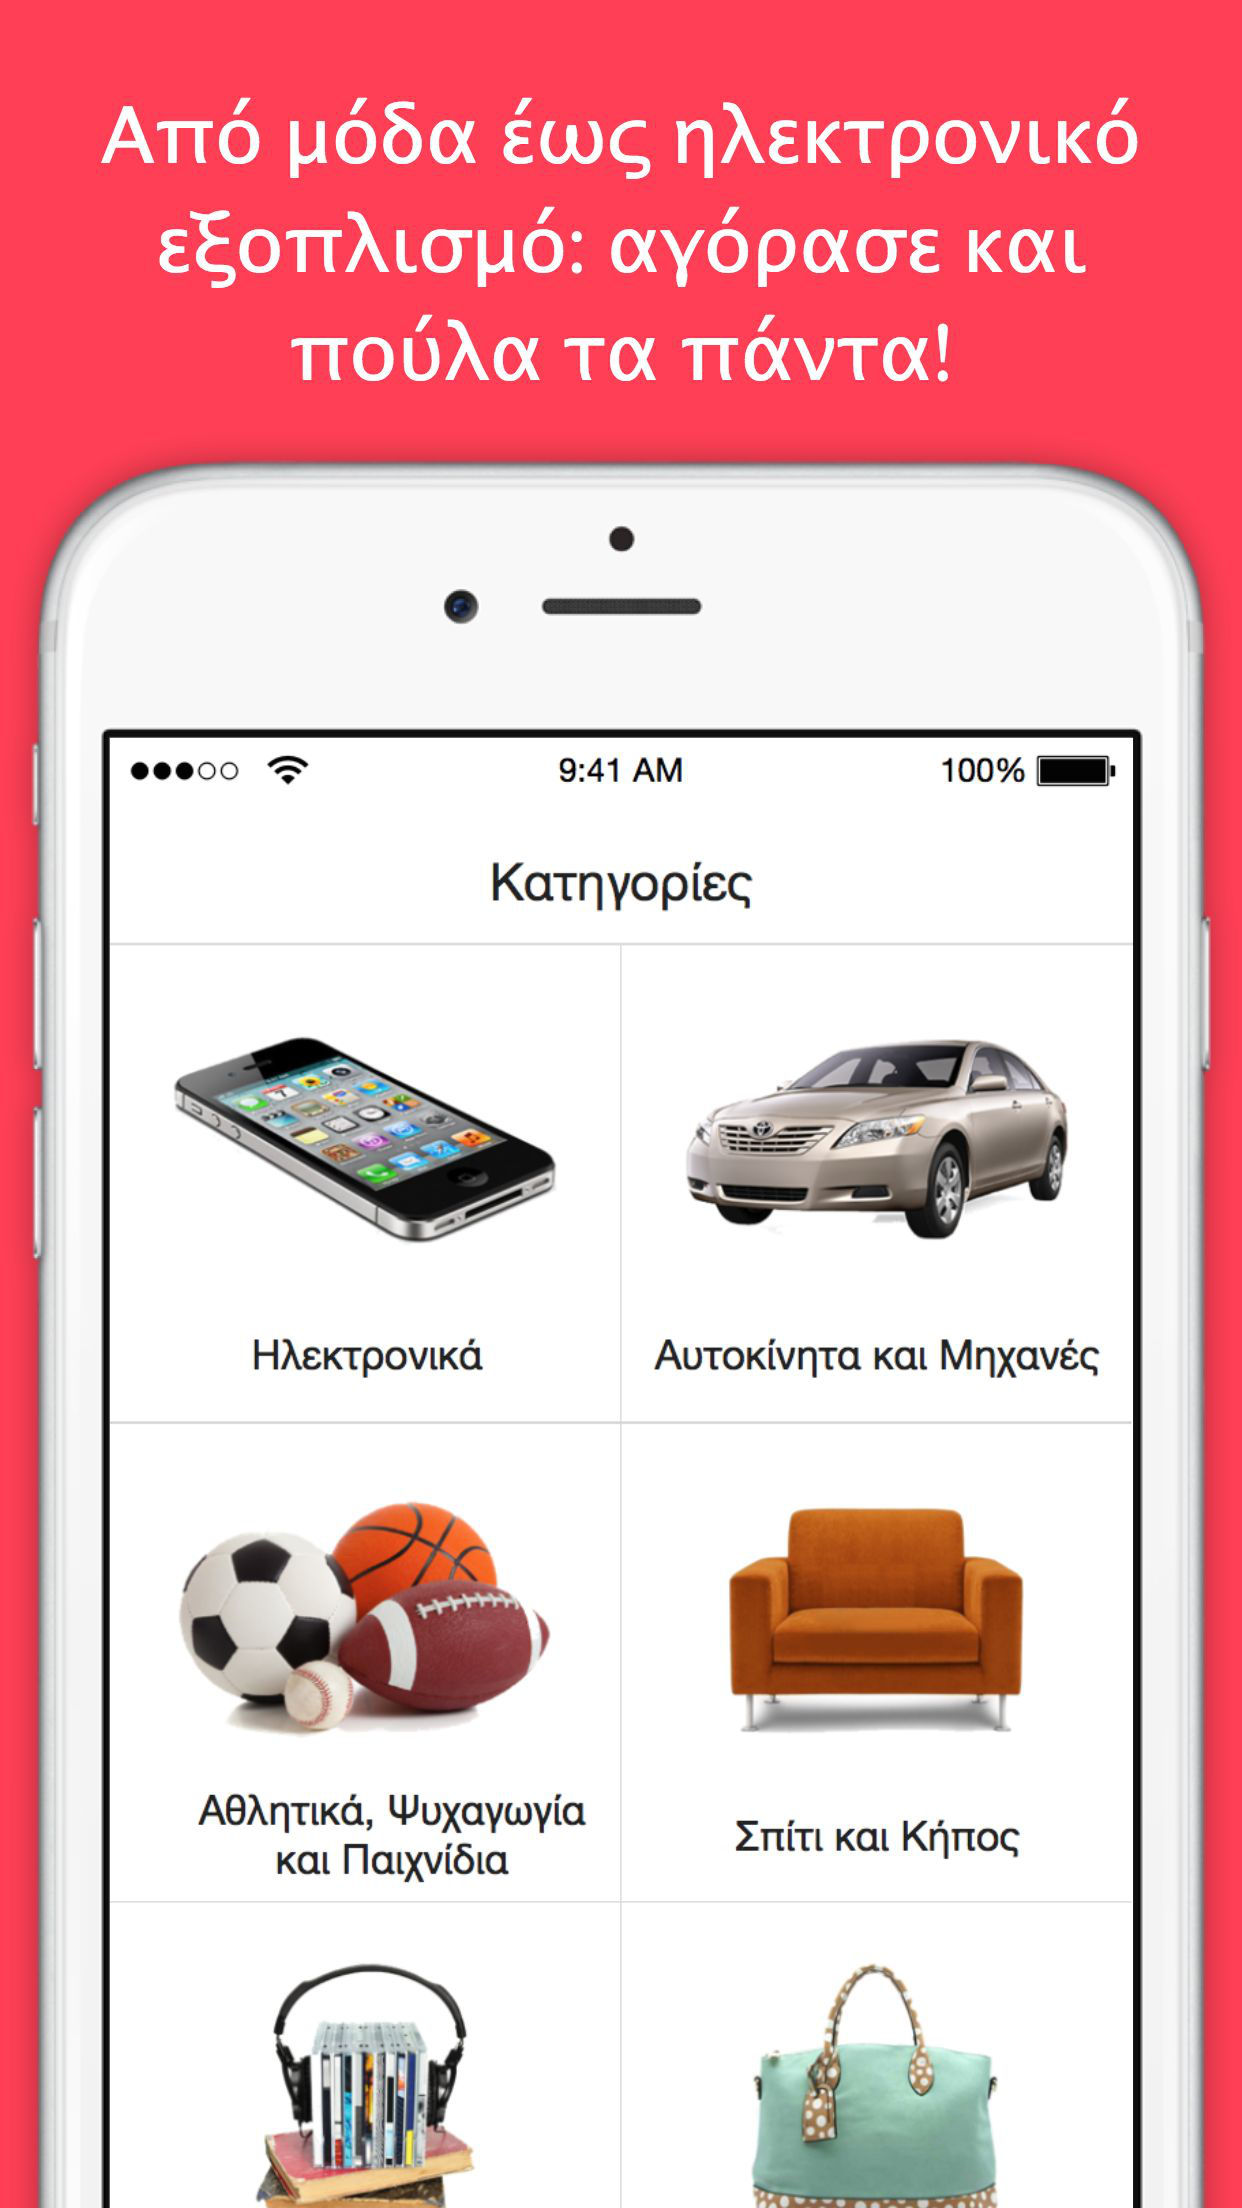 Από μόδα έως ηλεκτρονικό
εξοπλισμό: αγόρασε και
πούλα τα πάντα!
9:41 AM
100%
Κατηγορίες
Ηλεκτρονικά
Αυτοκίνητα και Μηχανές
Αθλητικά, Ψυχαγωγία
και Παιχνίδια
Σπίτι και Κήπος